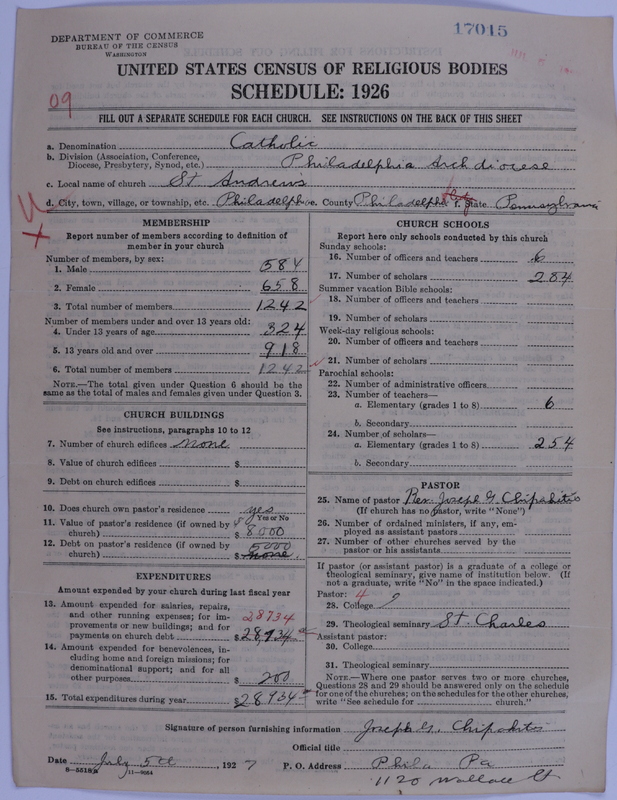 DEPARTMENT OF COMMERCE
BUREAU OF THE CENSUS
WASHINGTON
17015
UNITED STATES CENSUS OF RELIGIOUS BODIES
SCHEDULE: 1926
09
FILL OUT A SEPARATE SCHEDULE FOR EACH CHURCH. SEE INSTRUCTIONS ON THE BACK OF THIS SHEET
a. Denomination Catholic
b. Division (Association, Conference, Diocese, Presbytery, Synod, etc.) Philadelphia Archdiocese
c. Local name of church St Andrews
d. City, town, village, or township, etc. Philadelphia e. County Philadelphia f. State Pennsylvania
MEMBERSHIP
Report number of members according to definition of
member in your church
Number of members, by sex:
1. Male 584
2. Female 658
3. Total number of members 1242
Number of members under and over 13 years old:
4. Under 13 years of age 324
5. 13 years old and over 918
6. Total number of members 1242
NOTE.—The total given under Question 6 should be the
same as the total of males and females given under Question 3.
CHURCH BUILDINGS
See instructions, paragraphs 10 to 12
7. Number of church edifices none
8. Value of church edifices $
9. Debt on church edifices $
10. Does church own pastor's residence yes
Yes or No
11. Value of pastor's residence (if owned by
church) $ 8000
12. Debt on pastor's residence (if owned by
church) $ 5000 none
EXPENDITURES
Amount expended by your church during last fiscal year
13. Amount expended for salaries, repairs,
and other running expenses; for im-
provements or new buildings; and for
payments on church debt 28734 $ 28,734
14. Amount expended for benevolences, in-
cluding home and foreign missions; for
denominational support; and for all
other purposes $ 200
15. Total expenditures during year $ 28,934
CHURCH SCHOOLS
Report here only schools conducted by this church
Sunday schools:
16. Number of officers and teachers 6
17. Number of scholars 284
Summer vacation Bible schools:
18. Number of officers and teachers
19. Number of scholars
Week-day religious schools:
20. Number of officers and teachers
21. Number of scholars
Parochial schools:
22. Number of administrative officers
23. Number of teachers—
a. Elementary (grades 1 to 8) 6
b. Secondary
24. Number of scholars—
a. Elementary (grades 1 to 8) 254
b. Secondary
PASTOR
25. Name of pastor Rev. Joseph G.
(If church has no pastor, write "None")
26. Number of ordained ministers, if any, em-
ployed as assistant pastors
27. Number of other churches served by the
pastor or his assistants
If pastor (or assistant pastor) is a graduate of a college or
theological seminary, give name of institution below. (If
not a graduate, write "No" in the space indicated.)
Pastor: 4
28. College
29. Theological seminary St. Charles
Assistant pastor:
30. College
31. Theological seminary
NOTE.—Where one pastor serves two or more churches,
Questions 28 and 29 should be answered only on the schedule
for one of the churches; on the schedules for the other churches,
write "See schedule for church."
Signature of person furnishing information Joseph G.
Official title
Date July 5th, 1927 P. O. Address Phila Pa
8-5518a 11-9054
1120 Wallace St